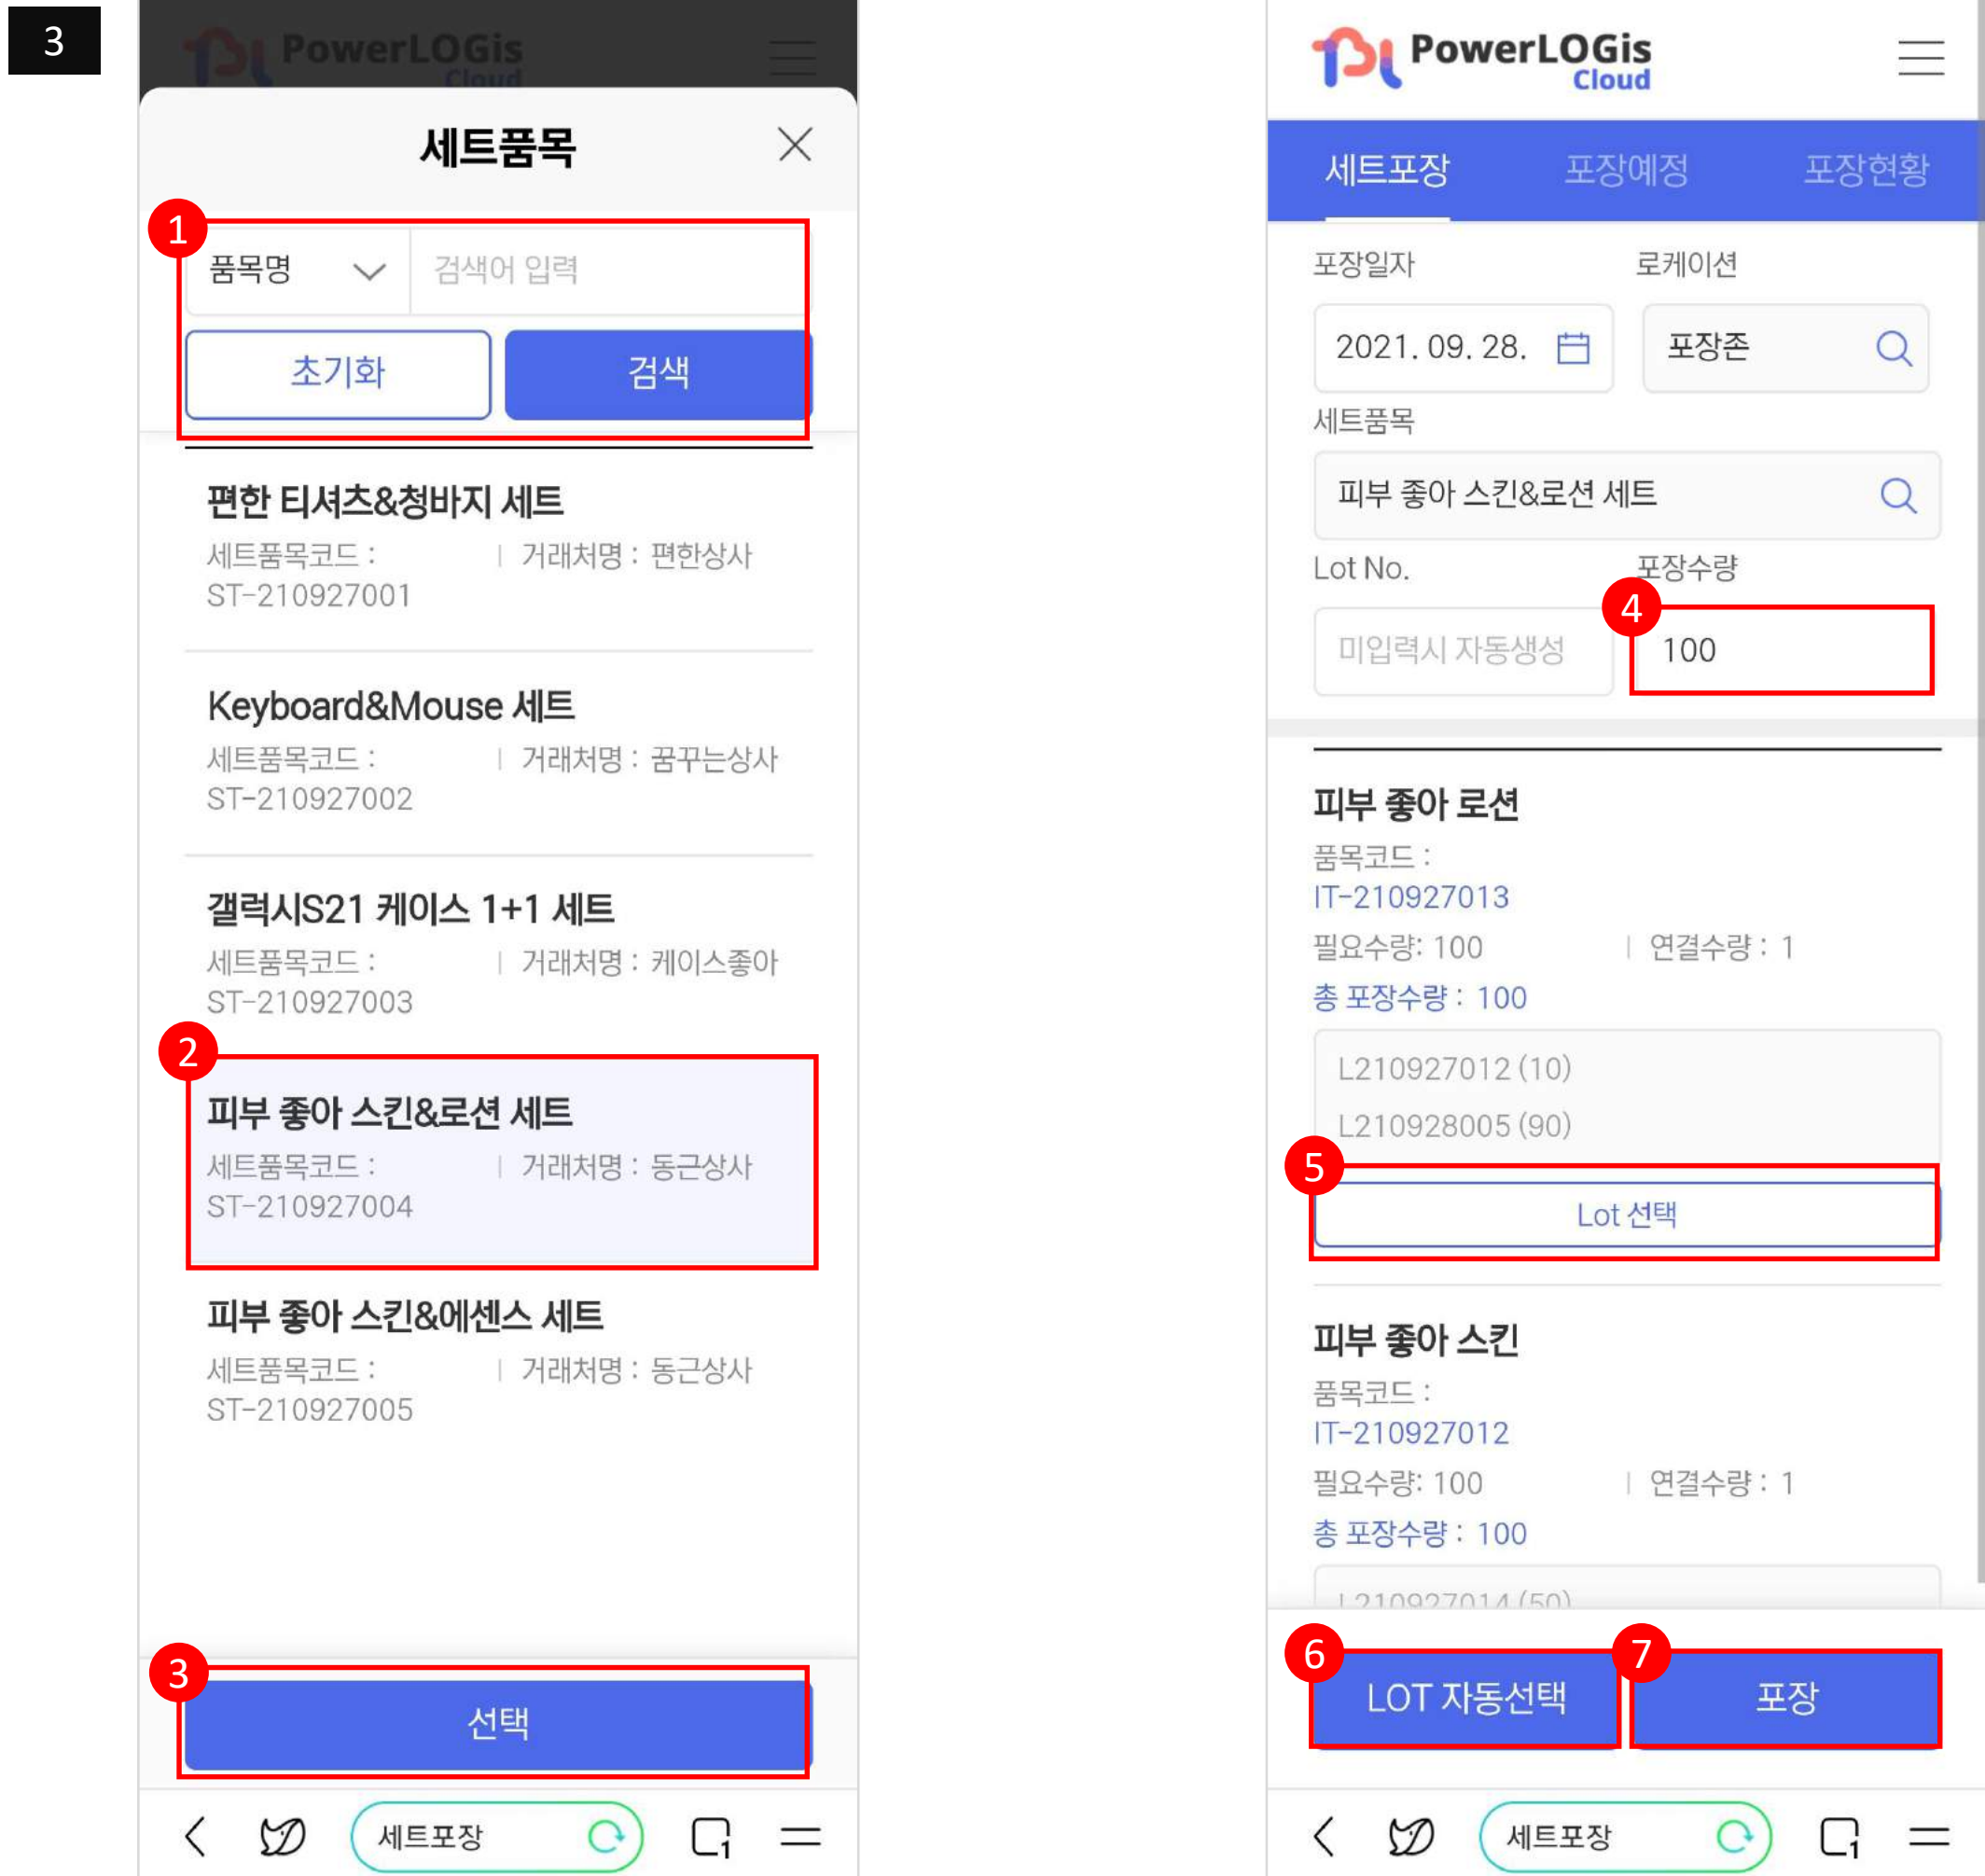 3
PowerLOGis
Cloud
세트품목
1
품목명
검색어 입력
초기화
검색
편한 티셔츠&청바지 세트
세트품목코드 :
거래처명 : 편한상사
ST-210927001
Keyboard&Mouse 세트
세트품목코드 :
거래처명 : 꿈꾸는상사
ST-210927002
갤럭시S21 케이스 1+1 세트
세트품목코드 :
거래처명 : 케이스좋아
ST-210927003
2
피부 좋아 스킨&로션 세트
세트품목코드 :
거래처명 : 동근상사
ST-210927004
피부 좋아 스킨&에센스 세트
세트품목코드 :
거래처명 : 동근상사
ST-210927005
3
선택
세트포장
1
PowerLOGis
Cloud
세트포장
포장예정
포장현황
포장일자
로케이션
2021. 09. 28.
포장존
세트품목
피부 좋아 스킨&로션 세트
Lot No.
포장수량
4
미입력시 자동생성
100
피부 좋아 로션
품목코드 :
IT-210927013
필요수량: 100
연결수량 : 1
총 포장수량 : 100
L210927012 (10)
L210928005 (90)
5
Lot 선택
피부 좋아 스킨
품목코드 :
IT-210927012
필요수량: 100
연결수량 : 1
총 포장수량 : 100
L210927014 (50)
6
LOT 자동선택
7
포장
세트포장
1